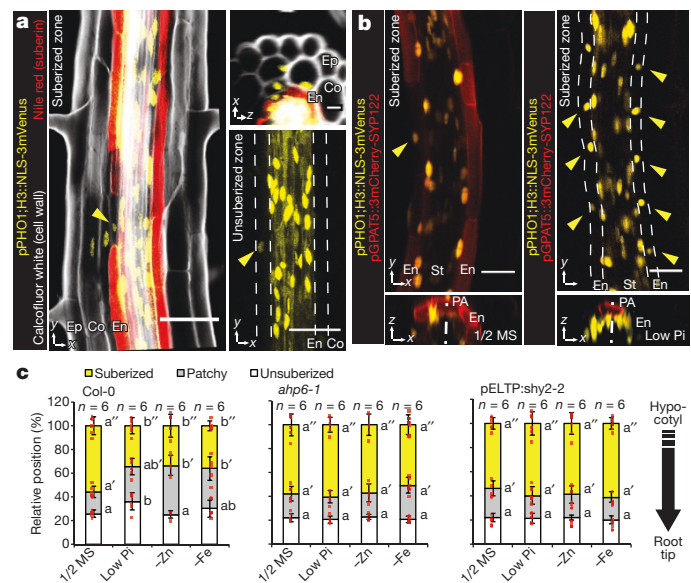 a
pPHO1;H3::NLS-3mVenus
Nile red (suberin)
Calcofluor white (cell wall)
Suberized zone
Ep Co En
y
x
Ep
Co
En
x
z
Unsuberized zone
y
x
En Co
b
pPHO1;H3::NLS-3mVenus
pGPAT5::3mCherry-SYP122
Suberized zone
y
x
En St En
z
x
PA
En
1/2 MS
pPHO1;H3::NLS-3mVenus
pGPAT5::3mCherry-SYP122
Suberized zone
y
x
En St En
z
x
PA
En
Low Pi
c
Suberized Patchy Unsuberized
Col-0
ahp6-1
pELTP:shy2-2
n = 6 n = 6 n = 6 n = 6
n = 6 n = 6 n = 6 n = 6
n = 6 n = 6 n = 6 n = 6
Relative position (%)
120
100
80
60
40
20
0
a′′ b′′ b′′ b′′
a′ ab′ b′ b′
a b a ab
a′′ a′′ a′′ a′′
a′ a′ a′ a′
a a a a
a′′ a′′ a′′ a′′
a′ a′ a′ a′
a a a a
1/2 MS Low Pi –Zn –Fe
1/2 MS Low Pi –Zn –Fe
1/2 MS Low Pi –Zn –Fe
Hypo-
cotyl
Root
tip